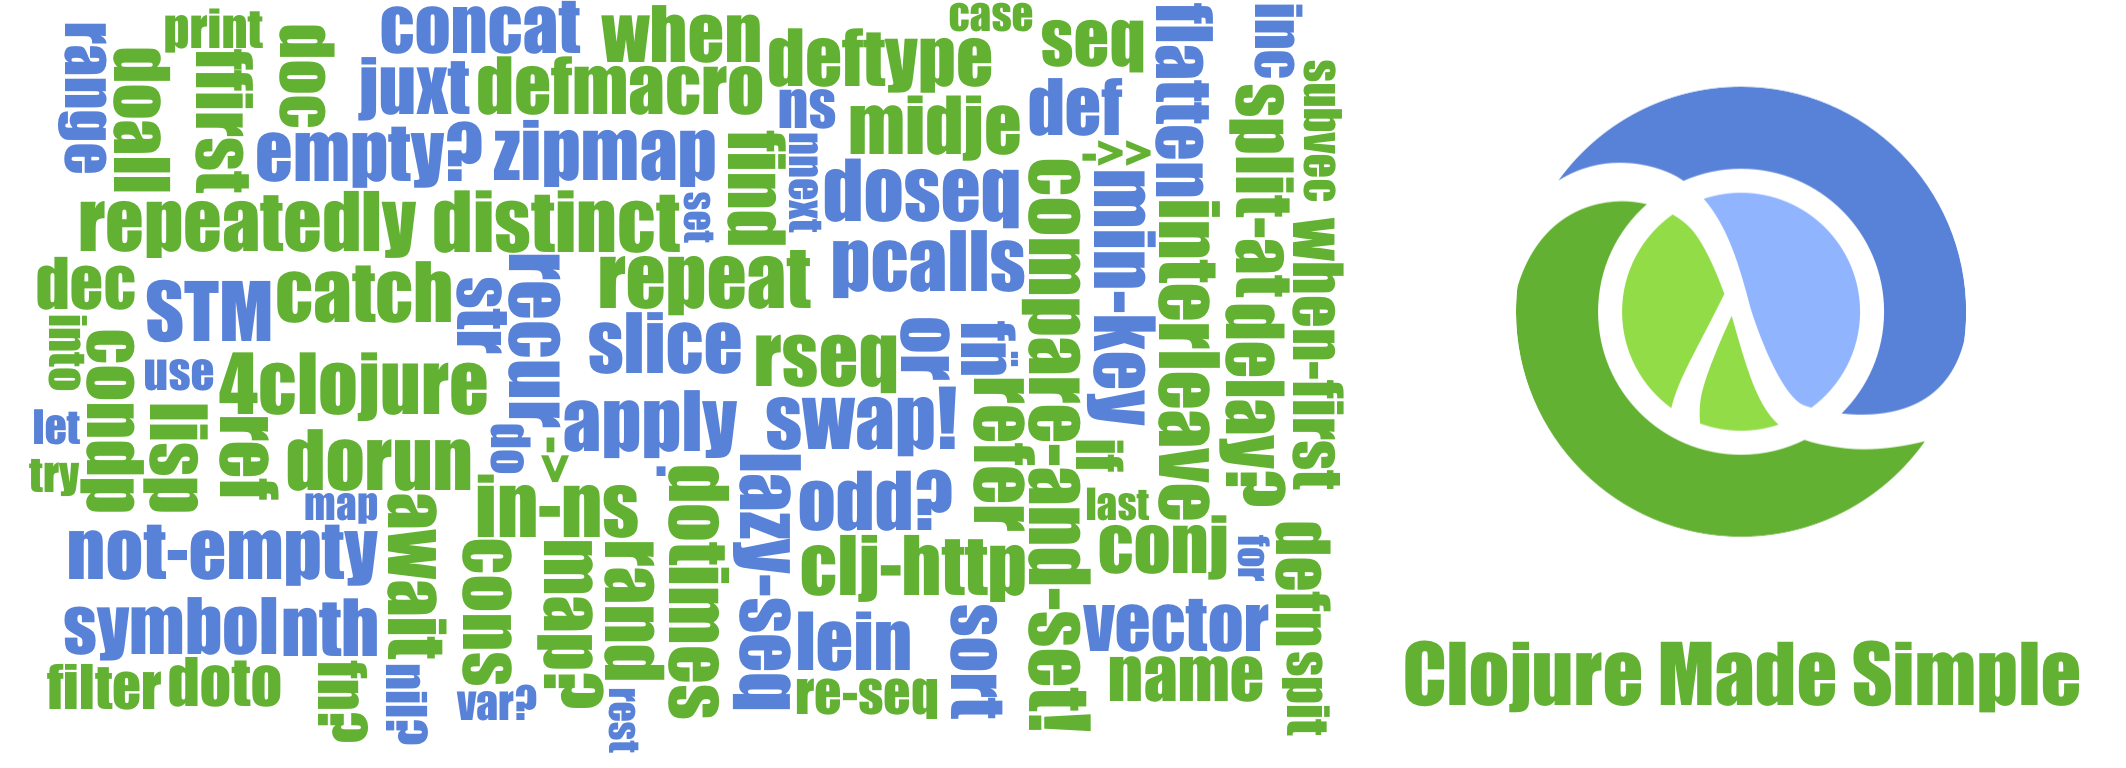 case
print
concat
when
deftype
seq
inc
range
doall
ffirst
doc
juxt
defmacro
ns
midje
def
flatten
subvec
split-at
empty?
zipmap
find
nnext
->>
repeatedly
distinct
set
doseq
compare-and-set!
min-key
interleave
when-first
dec
STM
catch
str
recur
repeat
pcalls
into
condp
use
4clojure
slice
rseq
or
fn
:
delay?
let
lisp
ref
dorun
do
->
apply
swap!
refer
if
try
map
in-ns
.
dotimes
lazy-seq
odd?
last
not-empty
await
cons
map?
rand
clj-http
conj
for
defn
symbol
nth
lein
sort
vector
filter
doto
fn?
nil?
var?
rest
re-seq
name
spit
Clojure Made Simple